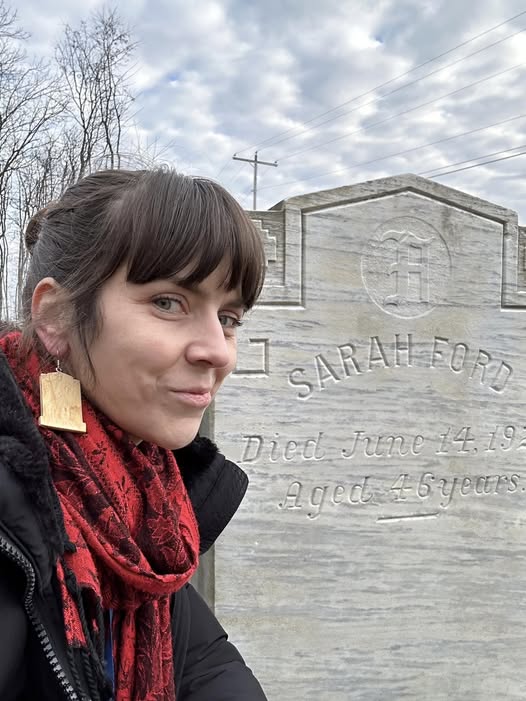 SARAH FORD
Died June 14, 192
Aged 46 years.